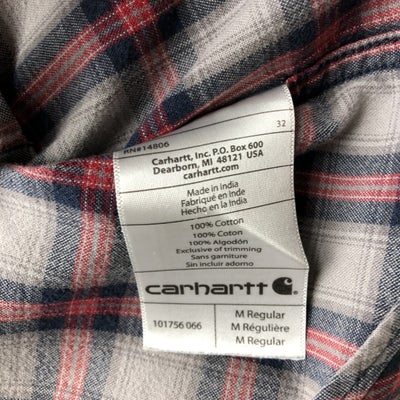 RN#14806
32
Carhartt, Inc. P.O. Box 600
Dearborn, MI 48121 USA
carhartt.com
Made in india
Fabriqué en Inde
Hecho en la India
100% Cotton
100% Coton
100% Algodón
Exclusive of trimming
Sans garniture
Sin incluir adorno
carhartt
101756 066
M Regular
M Régulière
M Regular